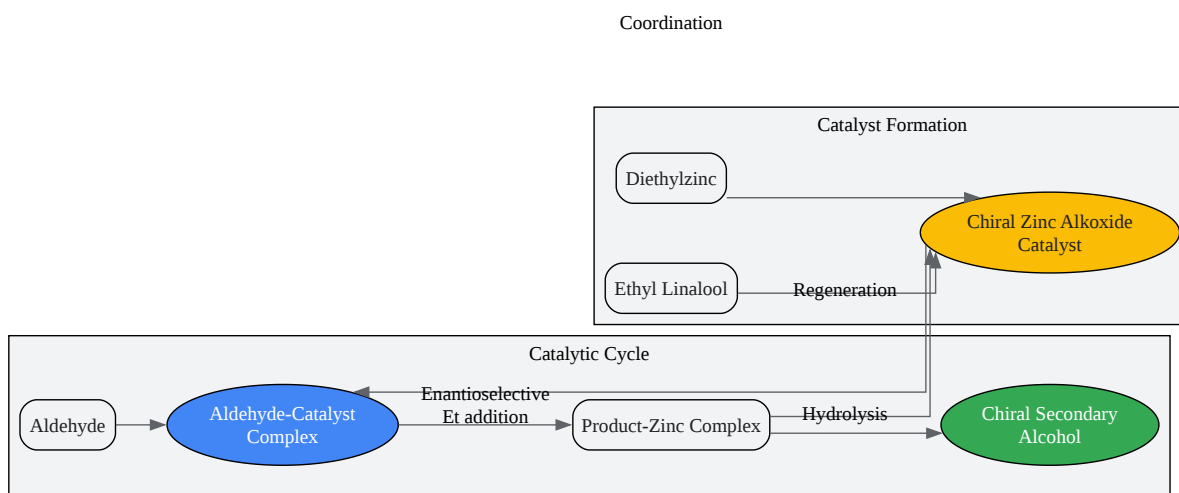 Coordination
Catalyst Formation
Diethylzinc
Chiral Zinc Alkoxide
Catalyst
Ethyl Linalool
Regeneration
Catalytic Cycle
Enantioselective
Et addition
Aldehyde
Aldehyde-Catalyst
Complex
Product-Zinc Complex
Hydrolysis
Chiral Secondary
Alcohol